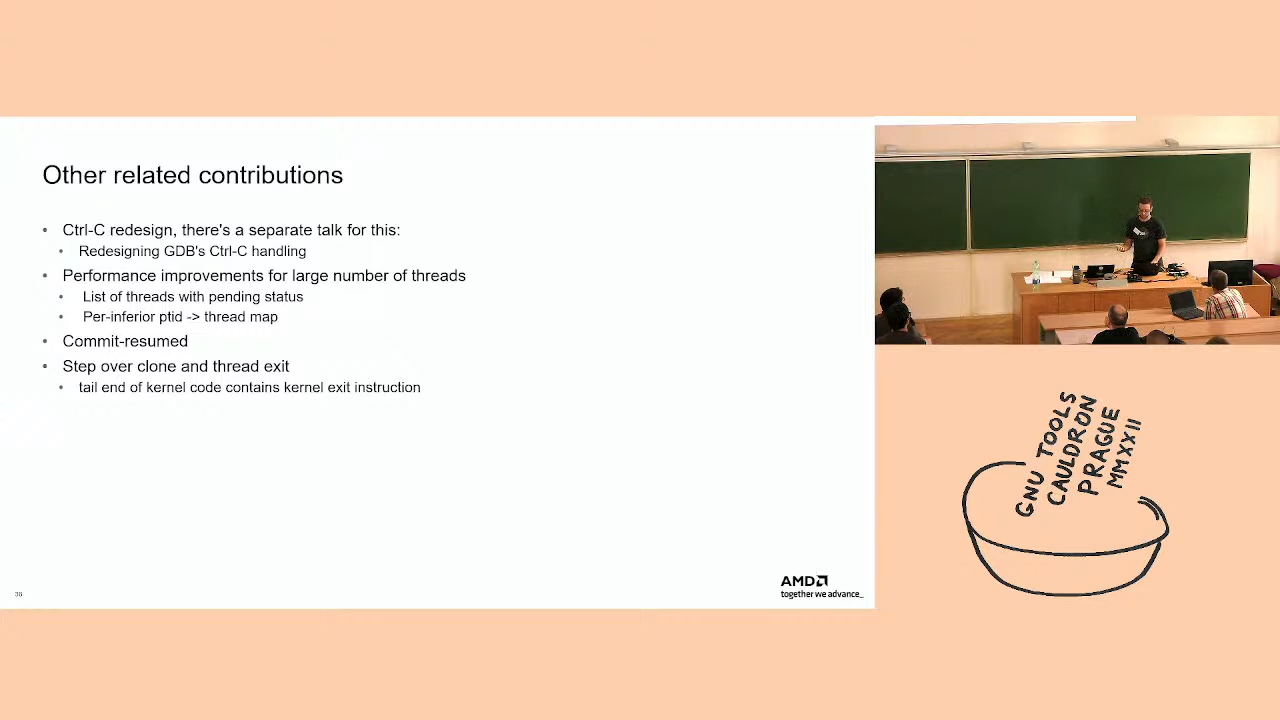 Other related contributions
• Ctrl-C redesign, there's a separate talk for this:
• Redesigning GDB's Ctrl-C handling
• Performance improvements for large number of threads
• List of threads with pending status
• Per-inferior ptid -> thread map
• Commit-resumed
• Step over clone and thread exit
• tail end of kernel code contains kernel exit instruction
36
AMD
together we advance_
GNU TOOLS
CAULDRON
PRAGUE
MMXXII